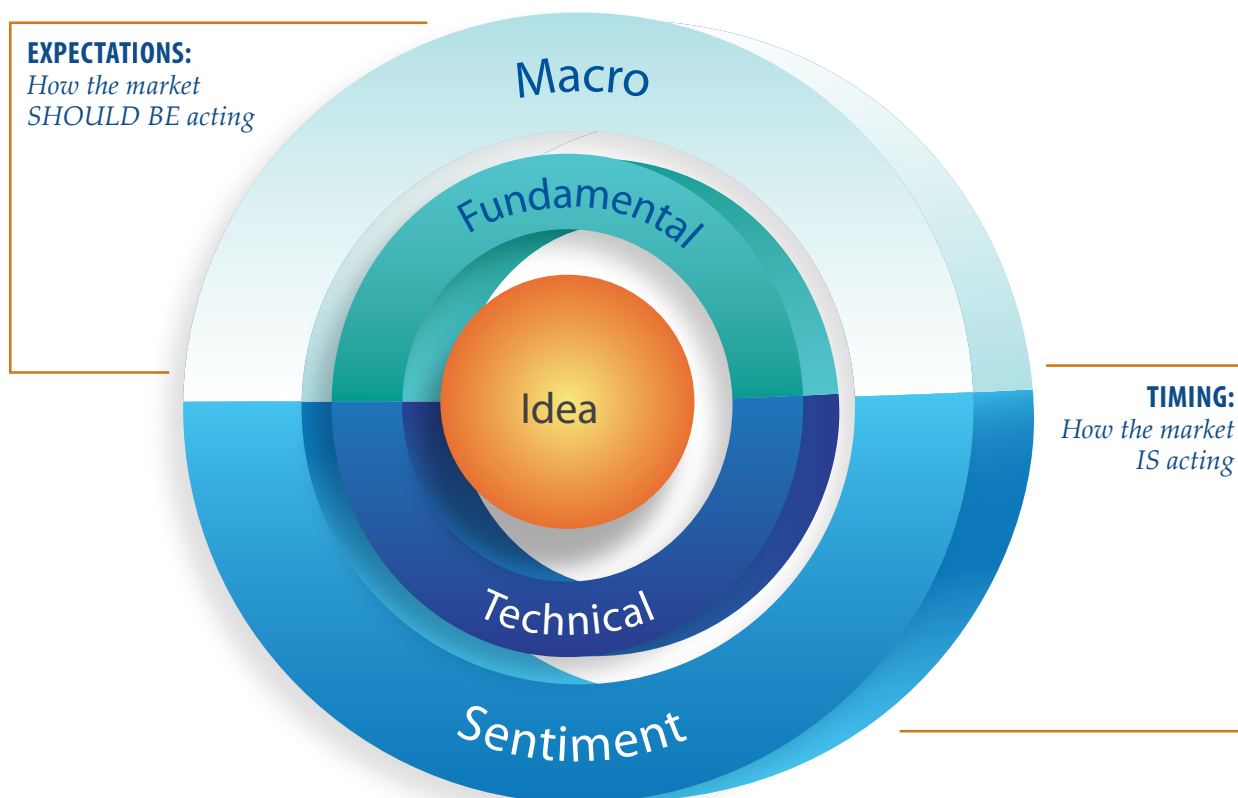 EXPECTATIONS:
How the market
SHOULD BE acting
Macro
Fundamental
Idea
TIMING:
How the market
IS acting
Technical
Sentiment